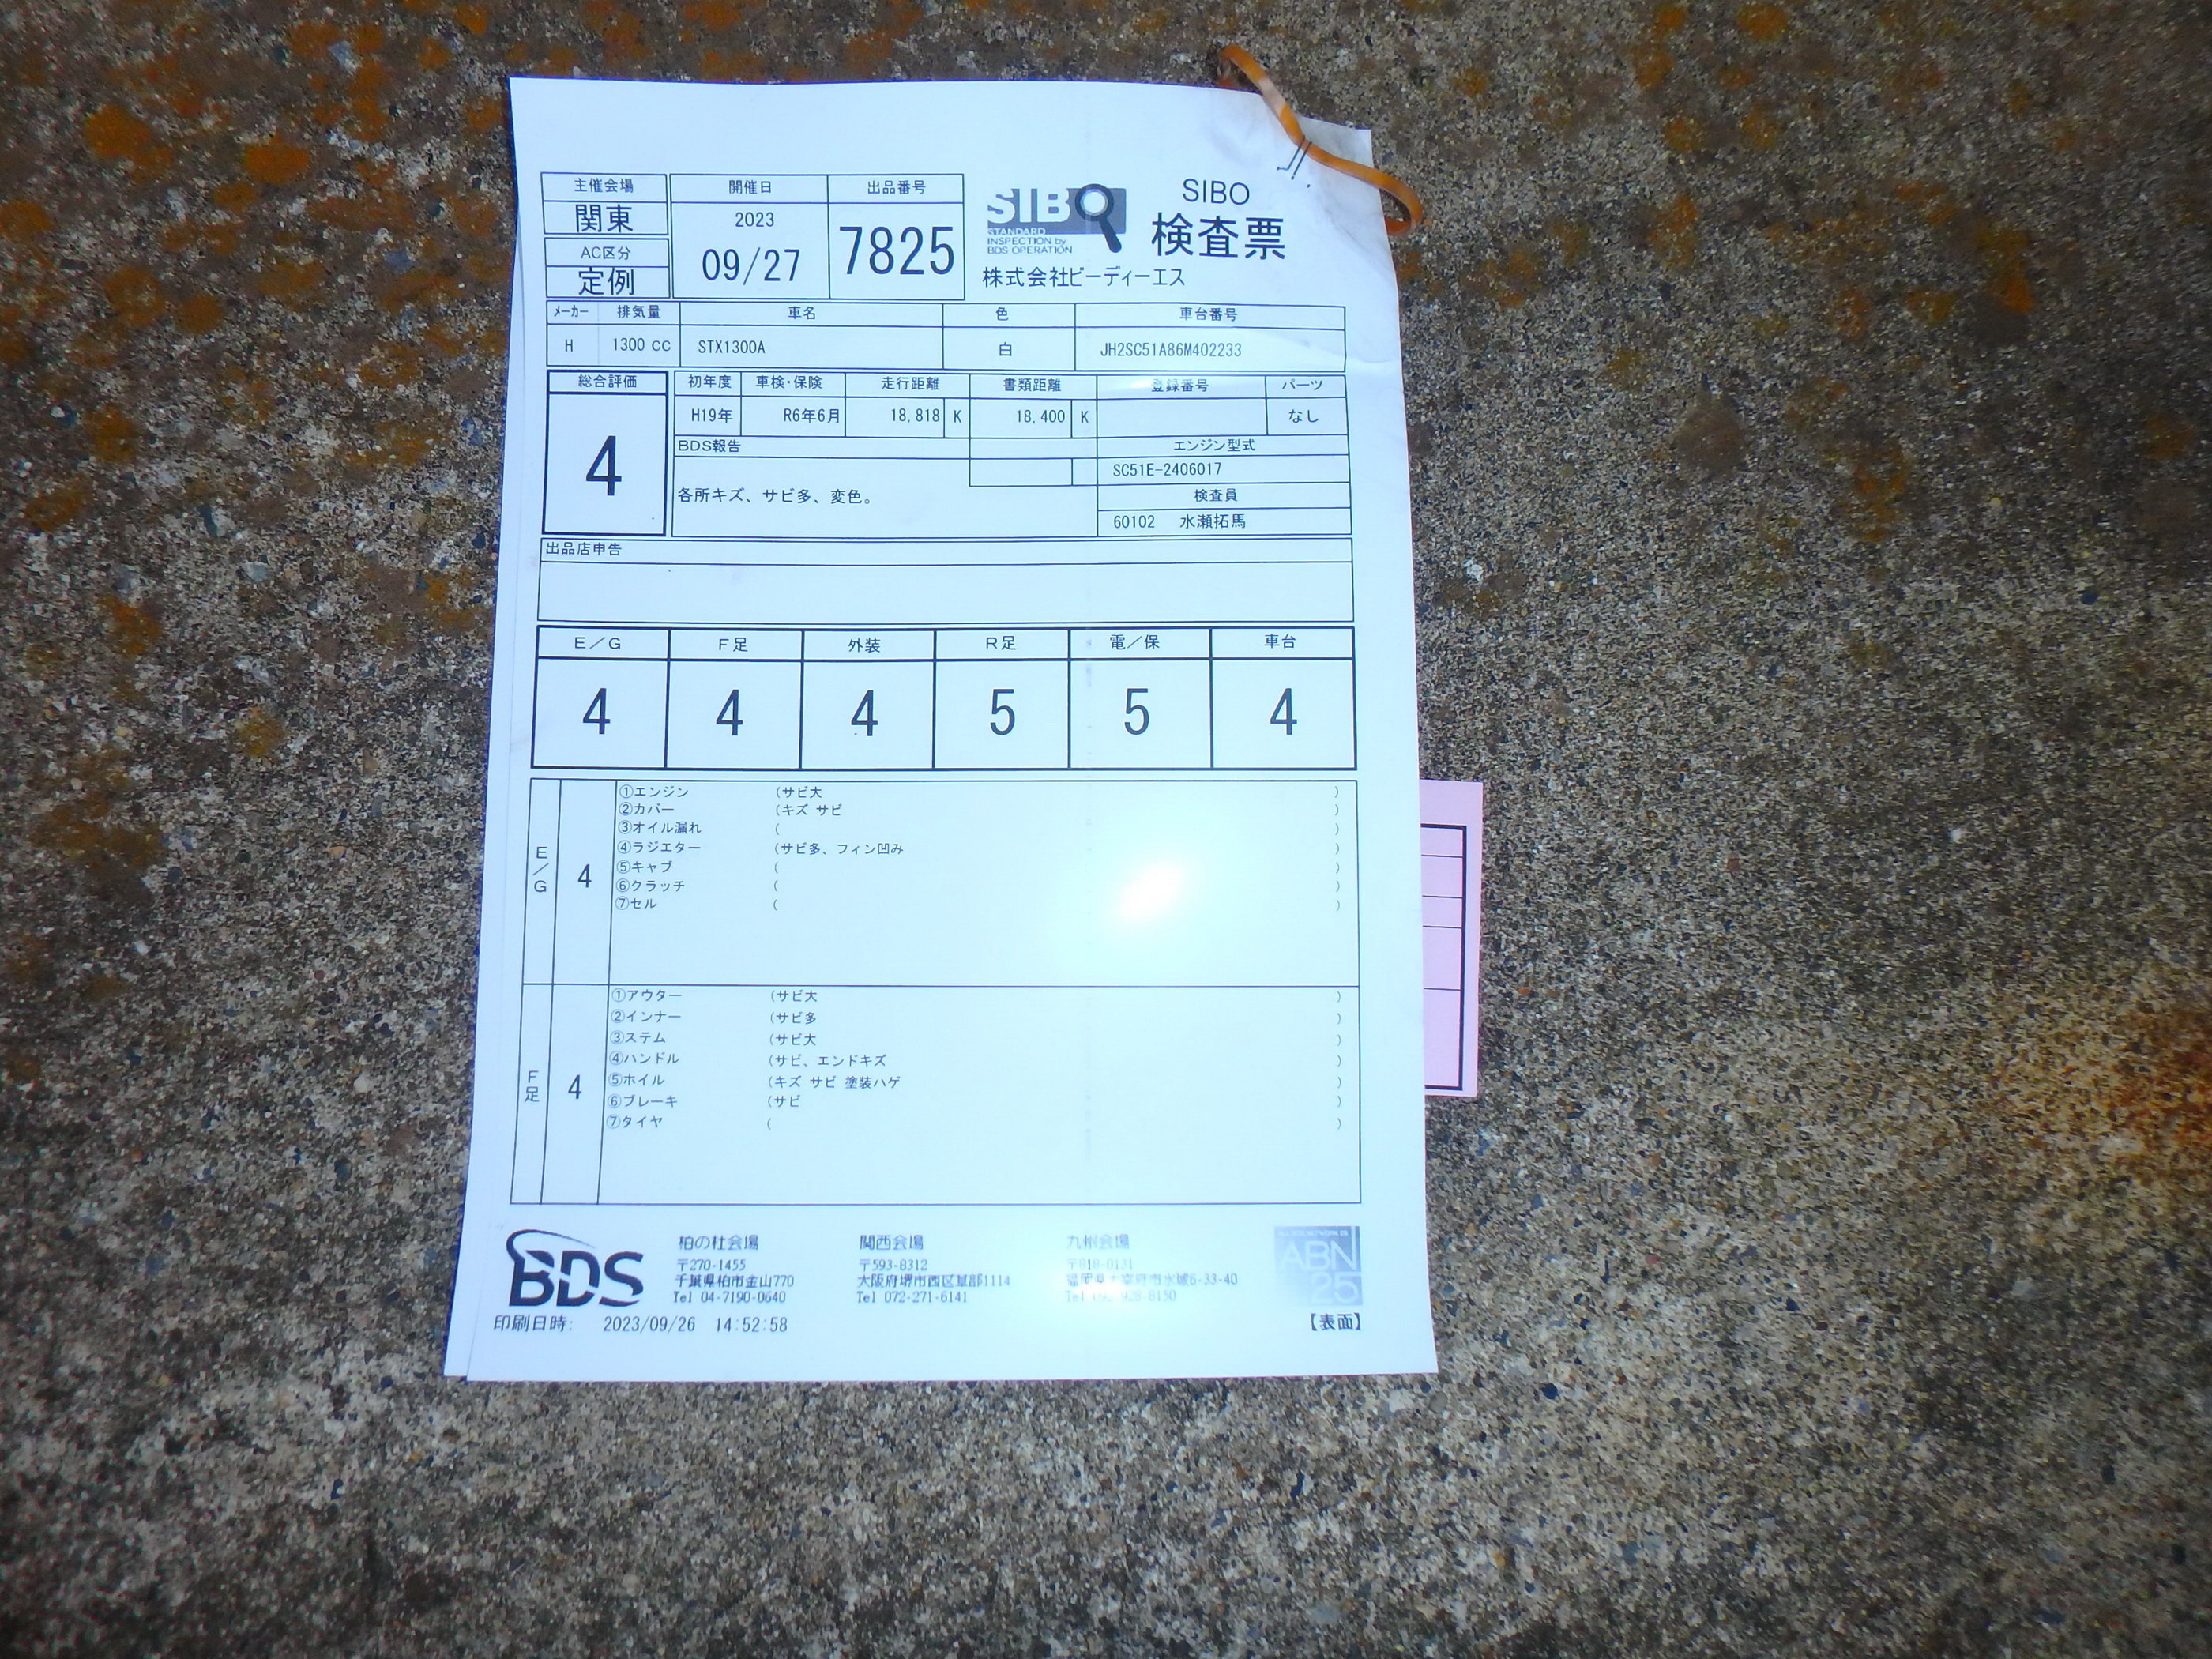 主催会場 開催日 出品番号
関東 2023 09/27 7825
AC区分
定例
SIBO
STANDARD
INSPECTION by
BDS OPERATION
SIBO
検査票
株式会社ビーディーエス
メーカー 排気量 車名 色 車台番号
H 1300 CC STX1300A 白 JH2SC51A86M402233
総合評価 初年度 車検・保険 走行距離 書類距離 登録番号 パーツ
4 H19年 R6年6月 18,818 K 18,400 K なし
BDS報告 エンジン型式
SC51E-2406017
各所キズ、サビ多、変色。 検査員
60102 水瀬拓馬
出品店申告
E/G F足 外装 R足 電/保 車台
4 4 4 5 5 4
E/G 4
①エンジン (サビ大 )
②カバー (キズ サビ )
③オイル漏れ ( )
④ラジエター (サビ多、フィン凹み )
⑤キャブ ( )
⑥クラッチ ( )
⑦セル ( )
F足 4
①アウター (サビ大 )
②インナー (サビ多 )
③ステム (サビ大 )
④ハンドル (サビ、エンドキズ )
⑤ホイル (キズ サビ 塗装ハゲ )
⑥ブレーキ (サビ )
⑦タイヤ ( )
BDS
柏の杜会場 関西会場 九州会場
〒270-1455 〒593-8312 〒818-0131
千葉県柏市金山770 大阪府堺市西区草部1114 福岡県太宰府市水城6-33-40
Tel 04-7190-0640 Tel 072-271-6141
ABN
25
印刷日時: 2023/09/26 14:52:58 【表面】